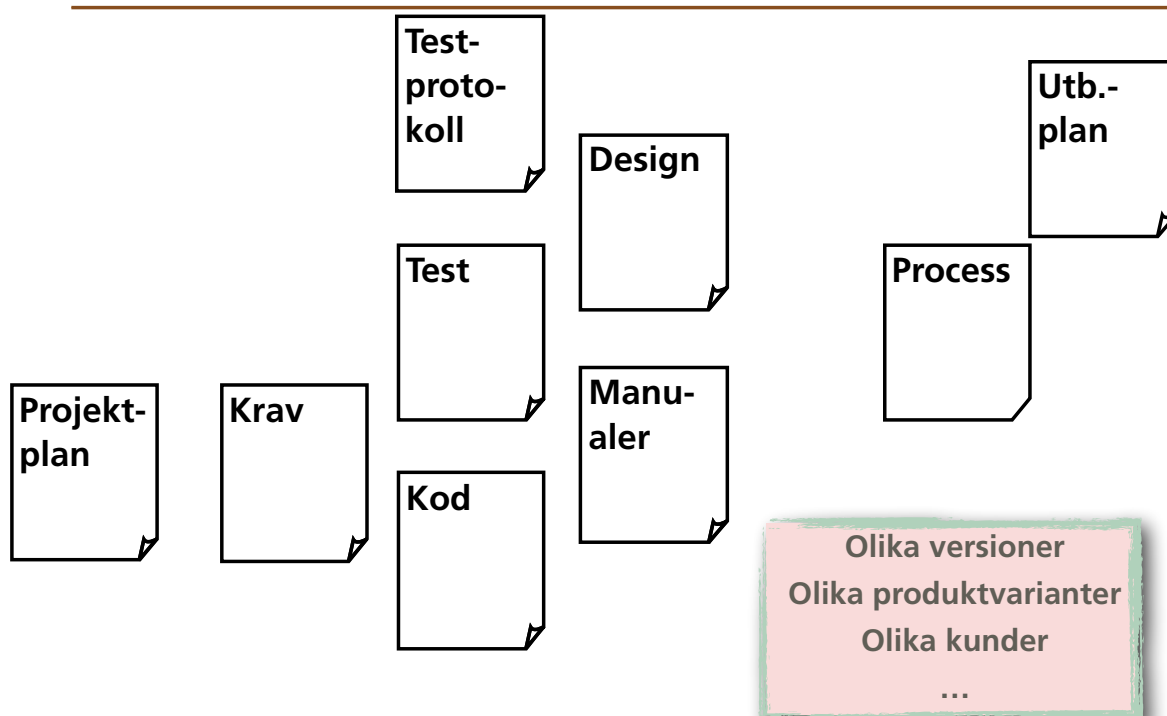 Test-
proto-
koll
Utb.-
plan
Design
Test
Process
Projekt-
plan
Krav
Manu-
aler
Kod
Olika versioner
Olika produktvarianter
Olika kunder
...